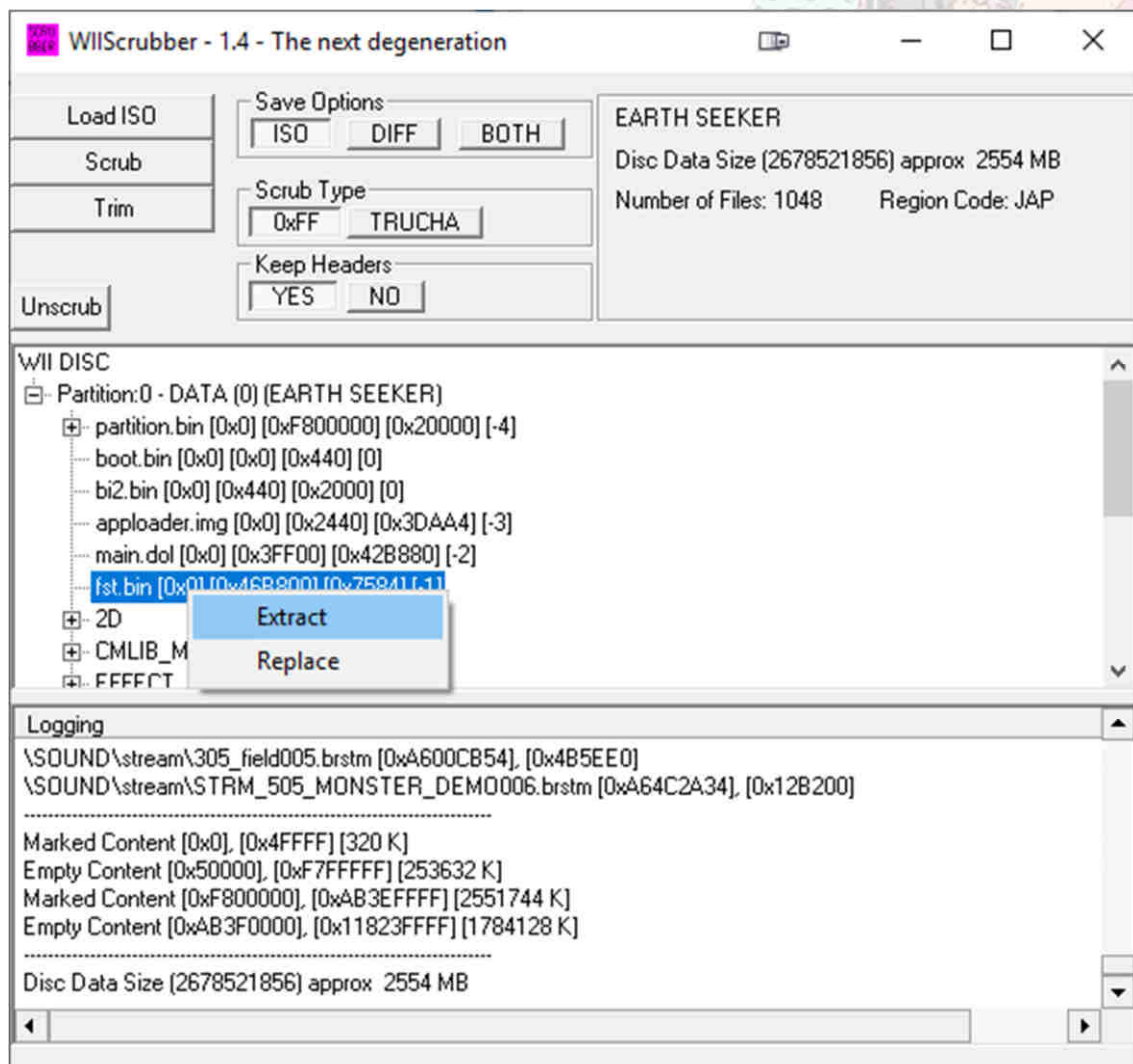 SCRU
BBER
WIIScrubber - 1.4 - The next degeneration
Load ISO
Scrub
Trim
Unscrub
Save Options
ISO DIFF BOTH
Scrub Type
0xFF TRUCHA
Keep Headers
YES NO
EARTH SEEKER
Disc Data Size (2678521856) approx 2554 MB
Number of Files: 1048 Region Code: JAP
WII DISC
Partition:0 - DATA (0) (EARTH SEEKER)
partition.bin [0x0] [0xF800000] [0x20000] [-4]
boot.bin [0x0] [0x0] [0x440] [0]
bi2.bin [0x0] [0x440] [0x2000] [0]
apploader.img [0x0] [0x2440] [0x3DAA4] [-3]
main.dol [0x0] [0x3FF00] [0x42B880] [-2]
fst.bin [0x0] [0x46B800] [0x7584] [-1]
Extract
Replace
2D
CMLIB_M
EFFECT
Logging
\SOUND\stream\305_field005.brstm [0xA600CB54], [0x4B5EE0]
\SOUND\stream\STRM_505_MONSTER_DEMO006.brstm [0xA64C2A34], [0x12B200]
Marked Content [0x0], [0x4FFFF] [320 K]
Empty Content [0x50000], [0xF7FFFFF] [253632 K]
Marked Content [0xF800000], [0xAB3EFFFF] [2551744 K]
Empty Content [0xAB3F0000], [0x11823FFFF] [1784128 K]
Disc Data Size (2678521856) approx 2554 MB